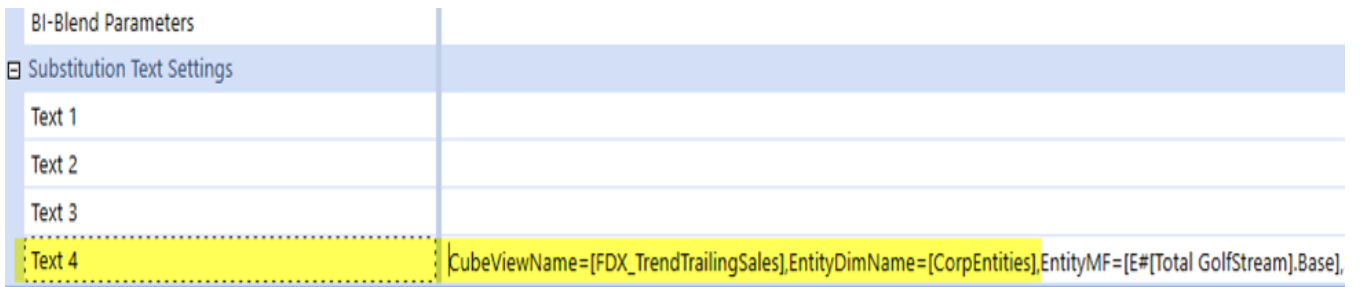 BI-Blend Parameters
Substitution Text Settings
Text 1
Text 2
Text 3
Text 4 CubeViewName=[FDX_TrendTrailingSales],EntityDimName=[CorpEntities],EntityMF=[E#[Total GolfStream].Base],